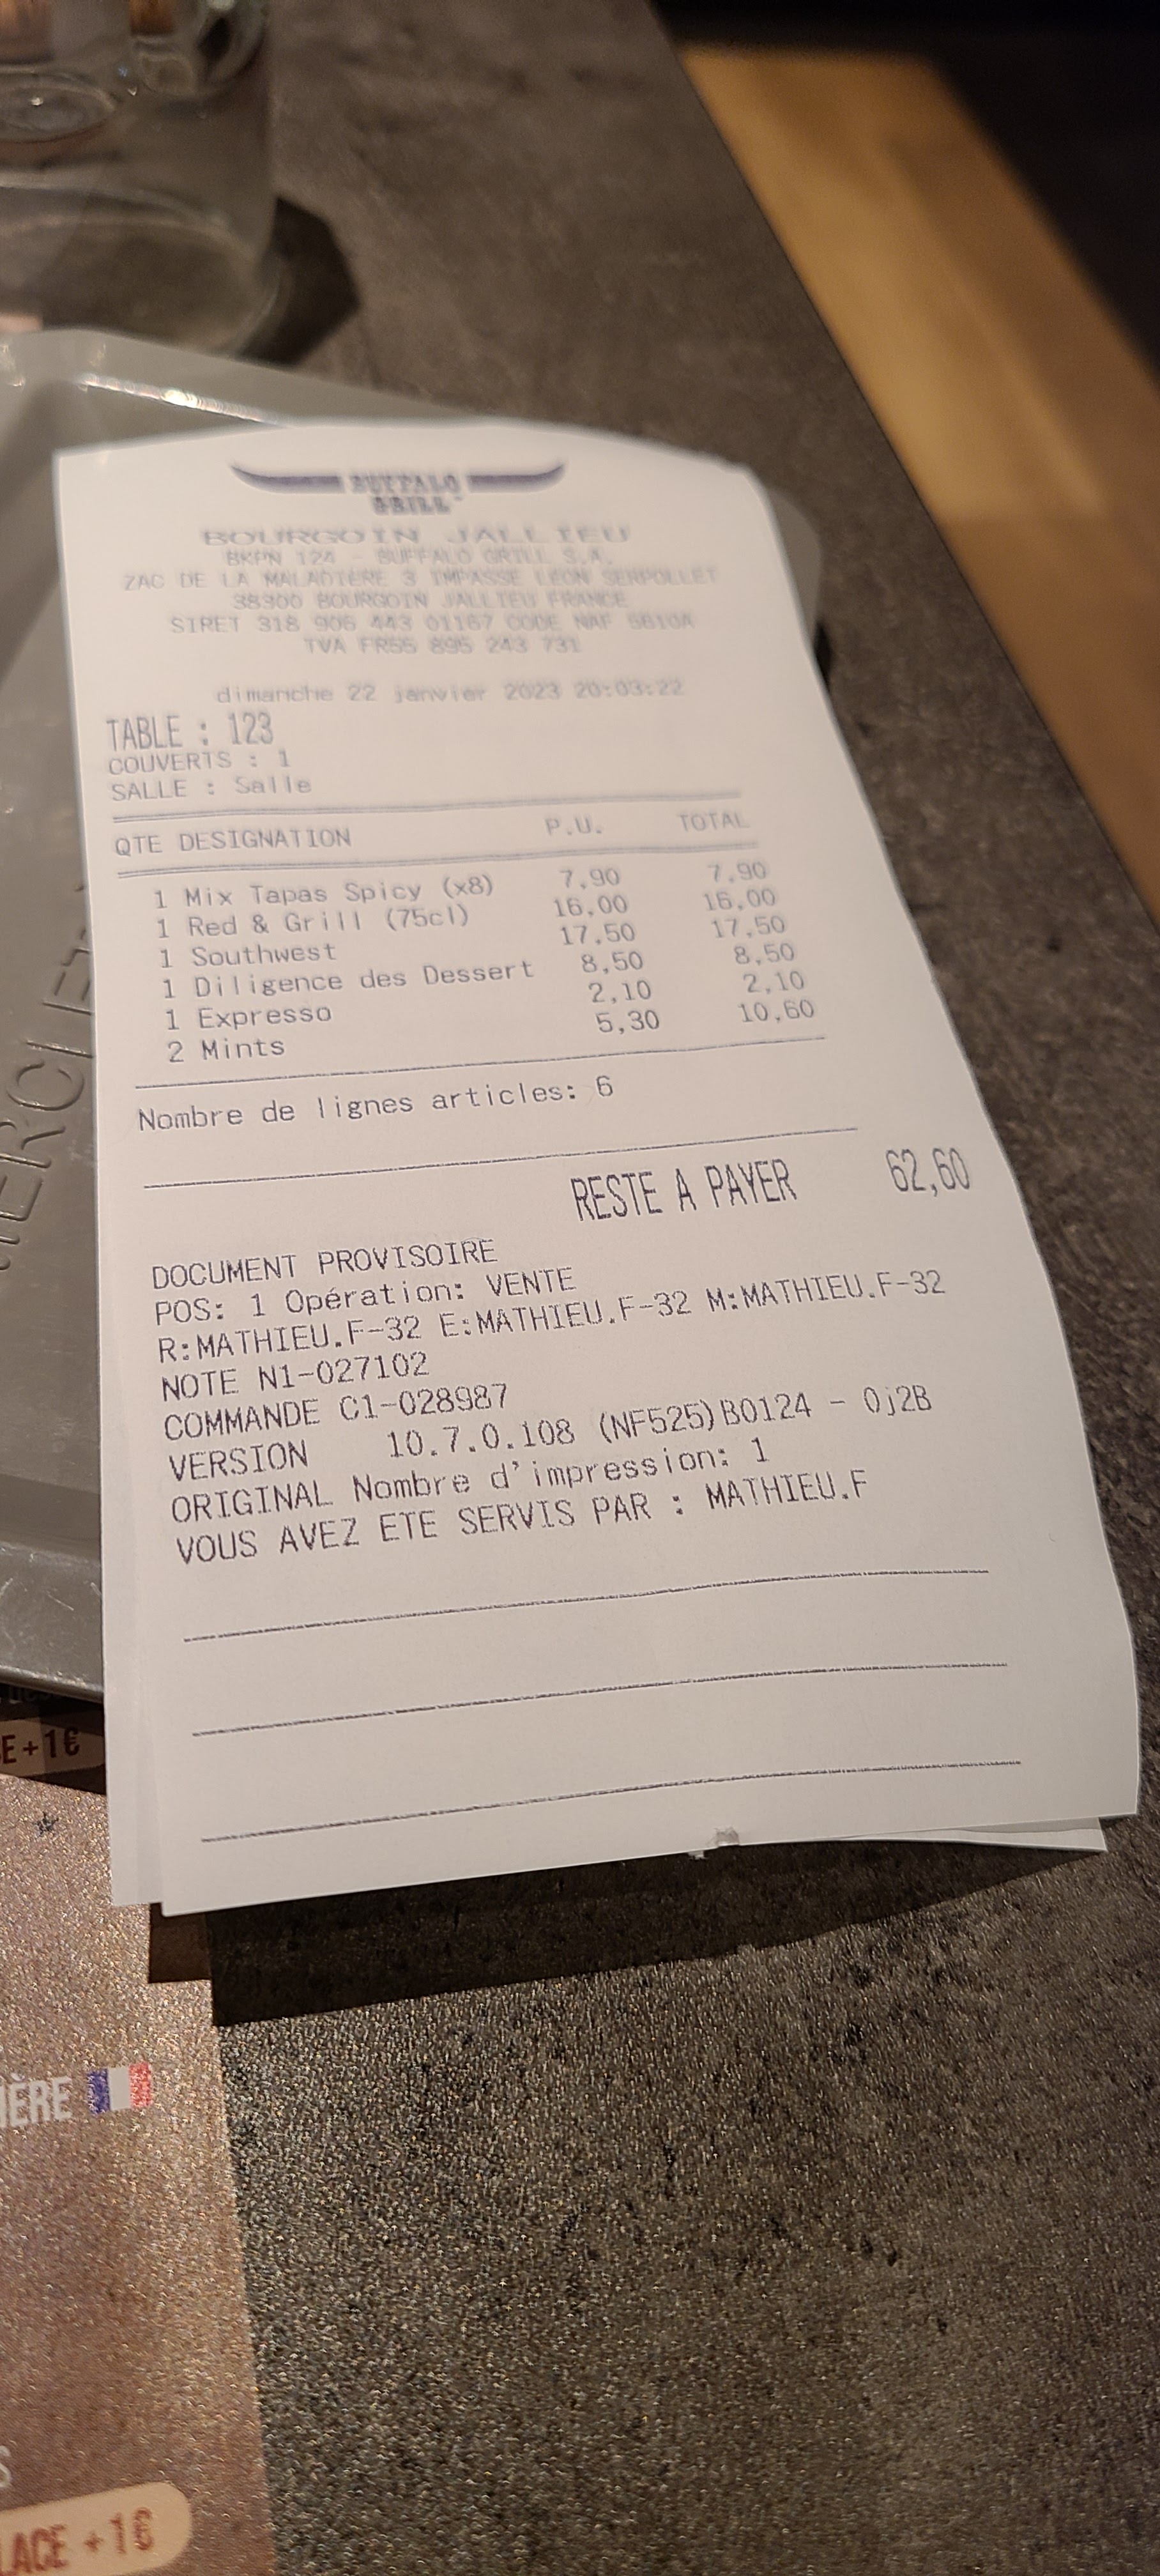 BUFFALO
GRILL
BOURGOIN JALLIEU
BKPN 124 - BUFFALO GRILL S.A.
ZAC DE LA MALADIERE 3 IMPASSE LEON SERPOLLET
38300 BOURGOIN JALLIEU FRANCE
SIRET 318 906 443 01167 CODE NAF 5610A
TVA FR55 895 243 731
dimanche 22 janvier 2023 20:03:22
TABLE : 123
COUVERTS : 1
SALLE : Salle
QTE DESIGNATION P.U. TOTAL
1 Mix Tapas Spicy (x8) 7,90 7,90
1 Red & Grill (75cl) 16,00 16,00
1 Southwest 17,50 17,50
1 Diligence des Dessert 8,50 8,50
1 Expresso 2,10 2,10
2 Mints 5,30 10,60
Nombre de lignes articles: 6
RESTE A PAYER 62,60
DOCUMENT PROVISOIRE
POS: 1 Opération: VENTE
R:MATHIEU.F-32 E:MATHIEU.F-32 M:MATHIEU.F-32
NOTE N1-027102
COMMANDE C1-028987
VERSION 10.7.0.108 (NF525)B0124 - 0j2B
ORIGINAL Nombre d'impression: 1
VOUS AVEZ ETE SERVIS PAR : MATHIEU.F
MERCI ET
E+1€
IÈRE
S
LACE +1€